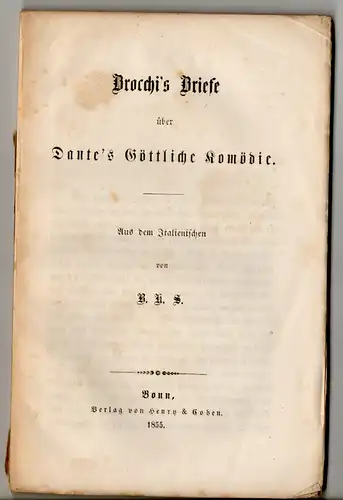 Brocchi's Briefe
über
Dante's Göttliche Komödie.
Aus dem Italienischen
von
B. K. S.
Bonn,
Verlag von Henry & Cohen.
1855.